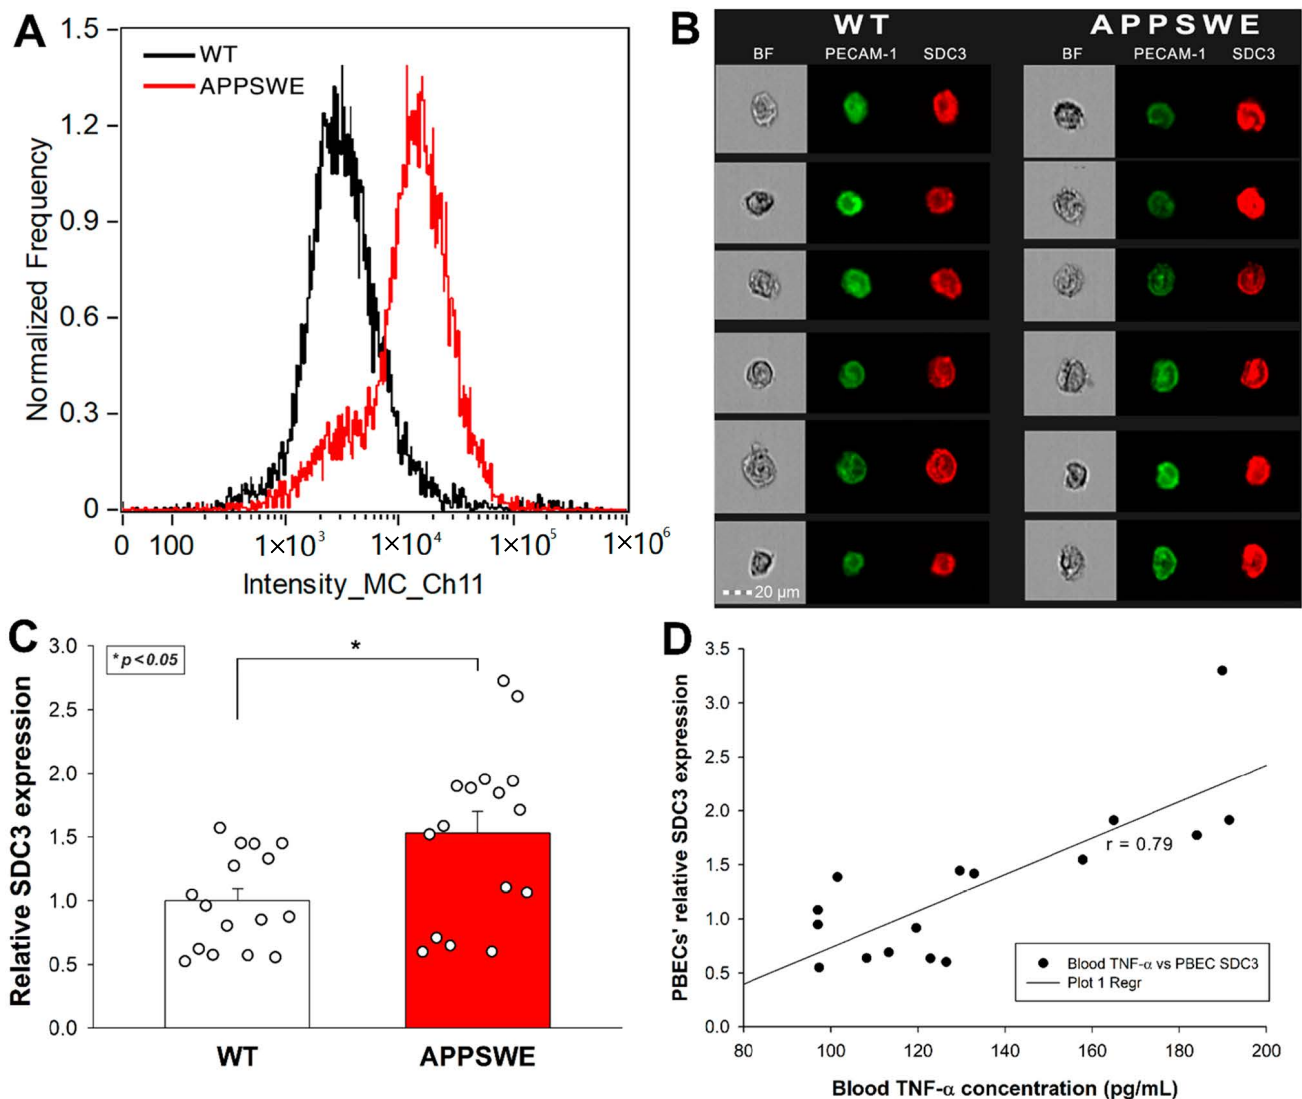 A
1.5
1.2
0.9
0.6
0.3
0
Normalized Frequency
WT
APPSWE
0 100 1×10³ 1×10⁴ 1×10⁵ 1×10⁶
Intensity_MC_Ch11
B
WT APPSWE
BF PECAM-1 SDC3 BF PECAM-1 SDC3
20 µm
C
3.0
2.5
2.0
1.5
1.0
0.5
0.0
Relative SDC3 expression
* p < 0.05
*
WT APPSWE
D
3.5
3.0
2.5
2.0
1.5
1.0
0.5
0.0
PBECs' relative SDC3 expression
r = 0.79
Blood TNF-α vs PBEC SDC3
Plot 1 Regr
80 100 120 140 160 180 200
Blood TNF-α concentration (pg/mL)